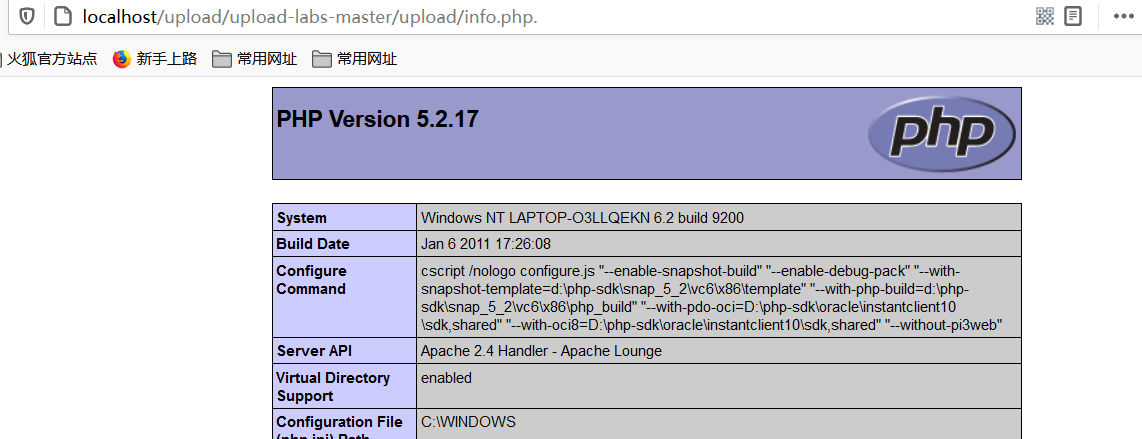 localhost/upload/upload-labs-master/upload/info.php.
火狐官方站点 新手上路 常用网址 常用网址
PHP Version 5.2.17
php
System Windows NT LAPTOP-O3LLQEKN 6.2 build 9200
Build Date Jan 6 2011 17:26:08
Configure Command cscript /nologo configure.js "--enable-snapshot-build" "--enable-debug-pack" "--with-
snapshot-template=d:\php-sdk\snap_5_2\vc6\x86\template" "--with-php-build=d:\php-
sdk\snap_5_2\vc6\x86\php_build" "--with-pdo-oci=D:\php-sdk\oracle\instantclient10
\sdk,shared" "--with-oci8=D:\php-sdk\oracle\instantclient10\sdk,shared" "--without-pi3web"
Server API Apache 2.4 Handler - Apache Lounge
Virtual Directory
Support enabled
Configuration File
(php.ini) Path C:\WINDOWS